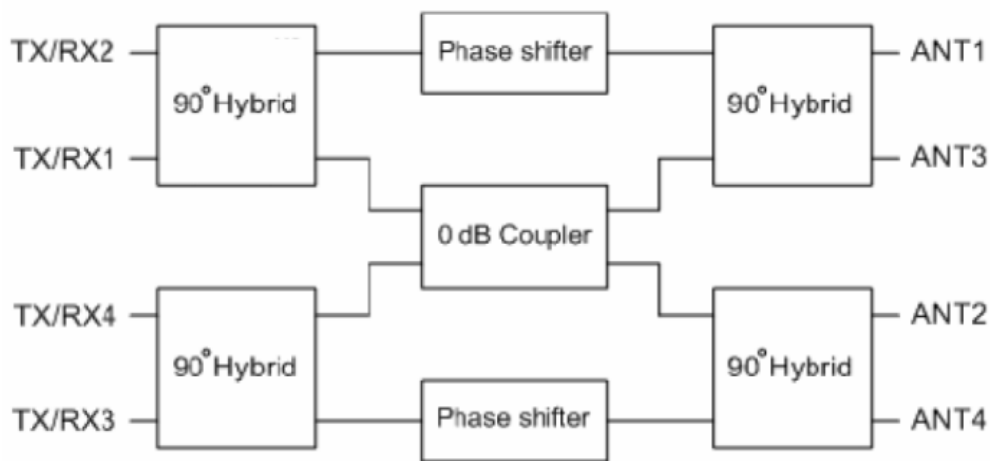 TX/RX2
90°Hybrid
Phase shifter
90°Hybrid
ANT1
TX/RX1
ANT3
0 dB Coupler
TX/RX4
90°Hybrid
90°Hybrid
ANT2
TX/RX3
Phase shifter
ANT4